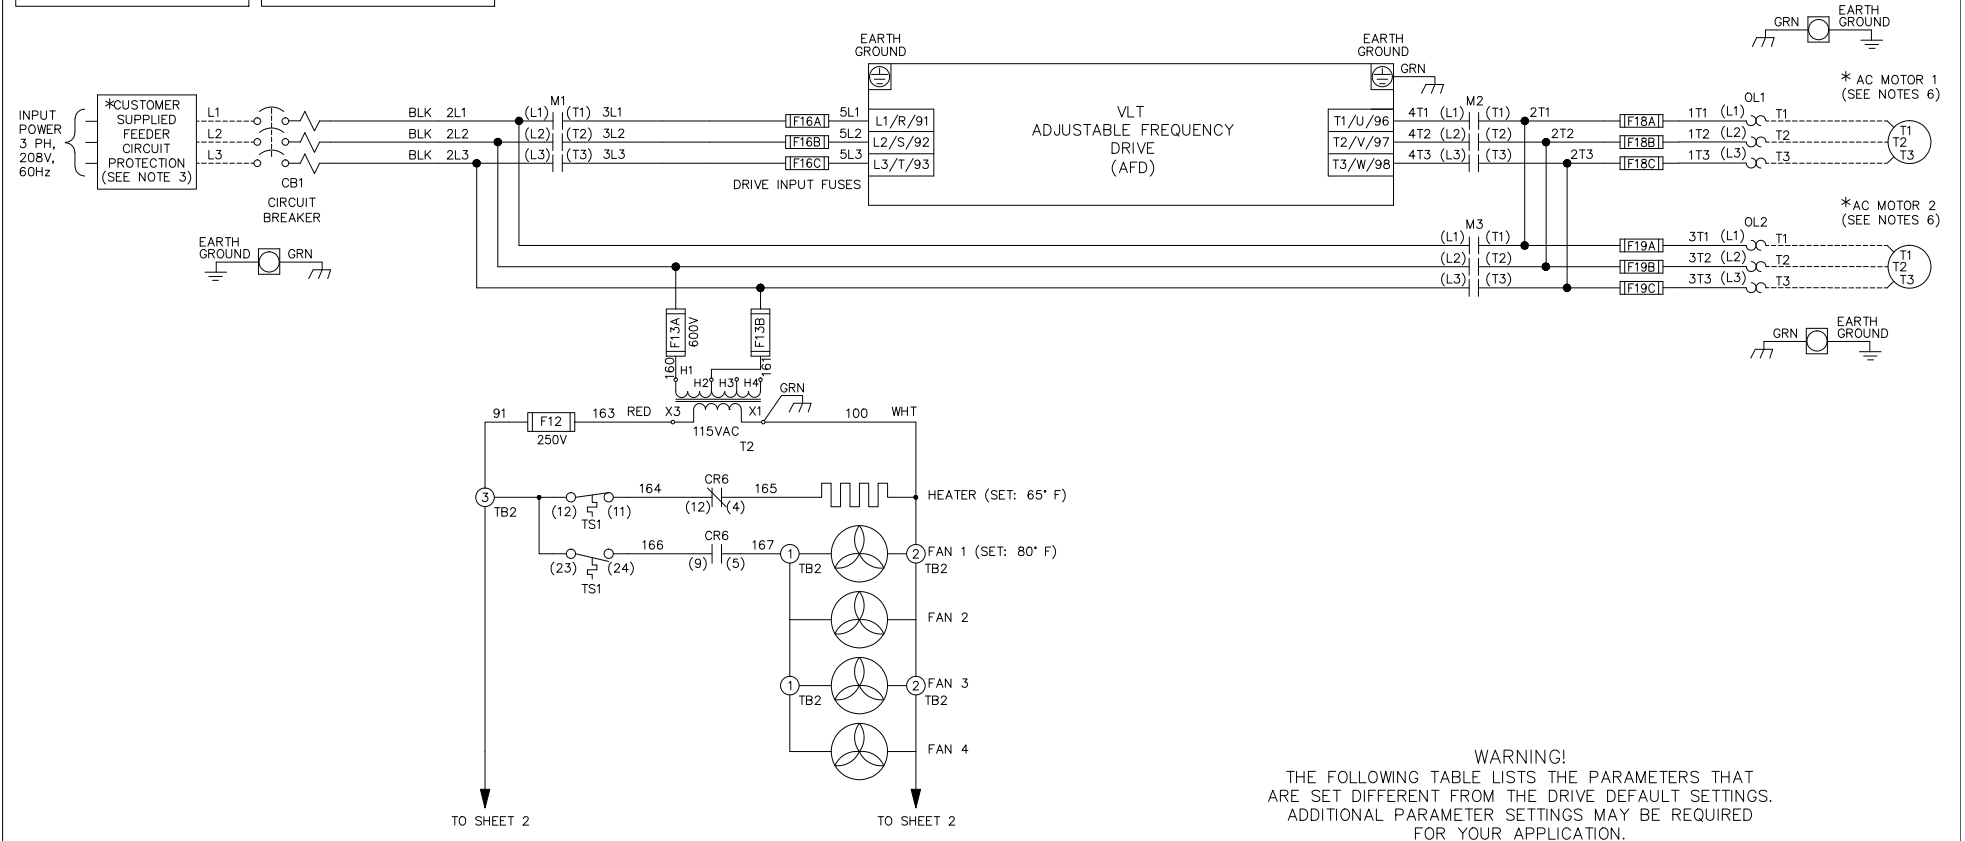 EARTH
GROUND
GRN
EARTH
GROUND
EARTH
GROUND
GRN
INPUT
POWER
3 PH,
208V,
60Hz
*CUSTOMER
SUPPLIED
FEEDER
CIRCUIT
PROTECTION
(SEE NOTE 3)
L1
L2
L3
CB1
CIRCUIT
BREAKER
BLK 2L1
BLK 2L2
BLK 2L3
M1
(L1) (T1) 3L1
(L2) (T2) 3L2
(L3) (T3) 3L3
F16A 5L1
F16B 5L2
F16C 5L3
DRIVE INPUT FUSES
L1/R/91
L2/S/92
L3/T/93
VLT
ADJUSTABLE FREQUENCY
DRIVE
(AFD)
T1/U/96
T2/V/97
T3/W/98
M2
4T1 (L1) (T1) 2T1
4T2 (L2) (T2) 2T2
4T3 (L3) (T3) 2T3
OL1
F18A 1T1 (L1) T1
F18B 1T2 (L2) T2
F18C 1T3 (L3) T3
* AC MOTOR 1
(SEE NOTES 6)
T1
T2
T3
M3
(L1) (T1)
(L2) (T2)
(L3) (T3)
OL2
F19A 3T1 (L1) T1
F19B 3T2 (L2) T2
F19C 3T3 (L3) T3
*AC MOTOR 2
(SEE NOTES 6)
T1
T2
T3
EARTH
GROUND
GRN
GRN
EARTH
GROUND
F13A
600V
F13B
160
161
H1
H2 H3 H4
GRN
91
F12
250V
163 RED X3
X1
100 WHT
115VAC
T2
3
TB2
(12) (11)
TS1
164
CR6
(12) (4)
165
HEATER (SET: 65° F)
(23) (24)
TS1
166
CR6
(9) (5)
167
1
TB2
2
TB2
FAN 1 (SET: 80° F)
FAN 2
1
TB2
2
TB2
FAN 3
FAN 4
TO SHEET 2
TO SHEET 2
WARNING!
THE FOLLOWING TABLE LISTS THE PARAMETERS THAT
ARE SET DIFFERENT FROM THE DRIVE DEFAULT SETTINGS.
ADDITIONAL PARAMETER SETTINGS MAY BE REQUIRED
FOR YOUR APPLICATION.